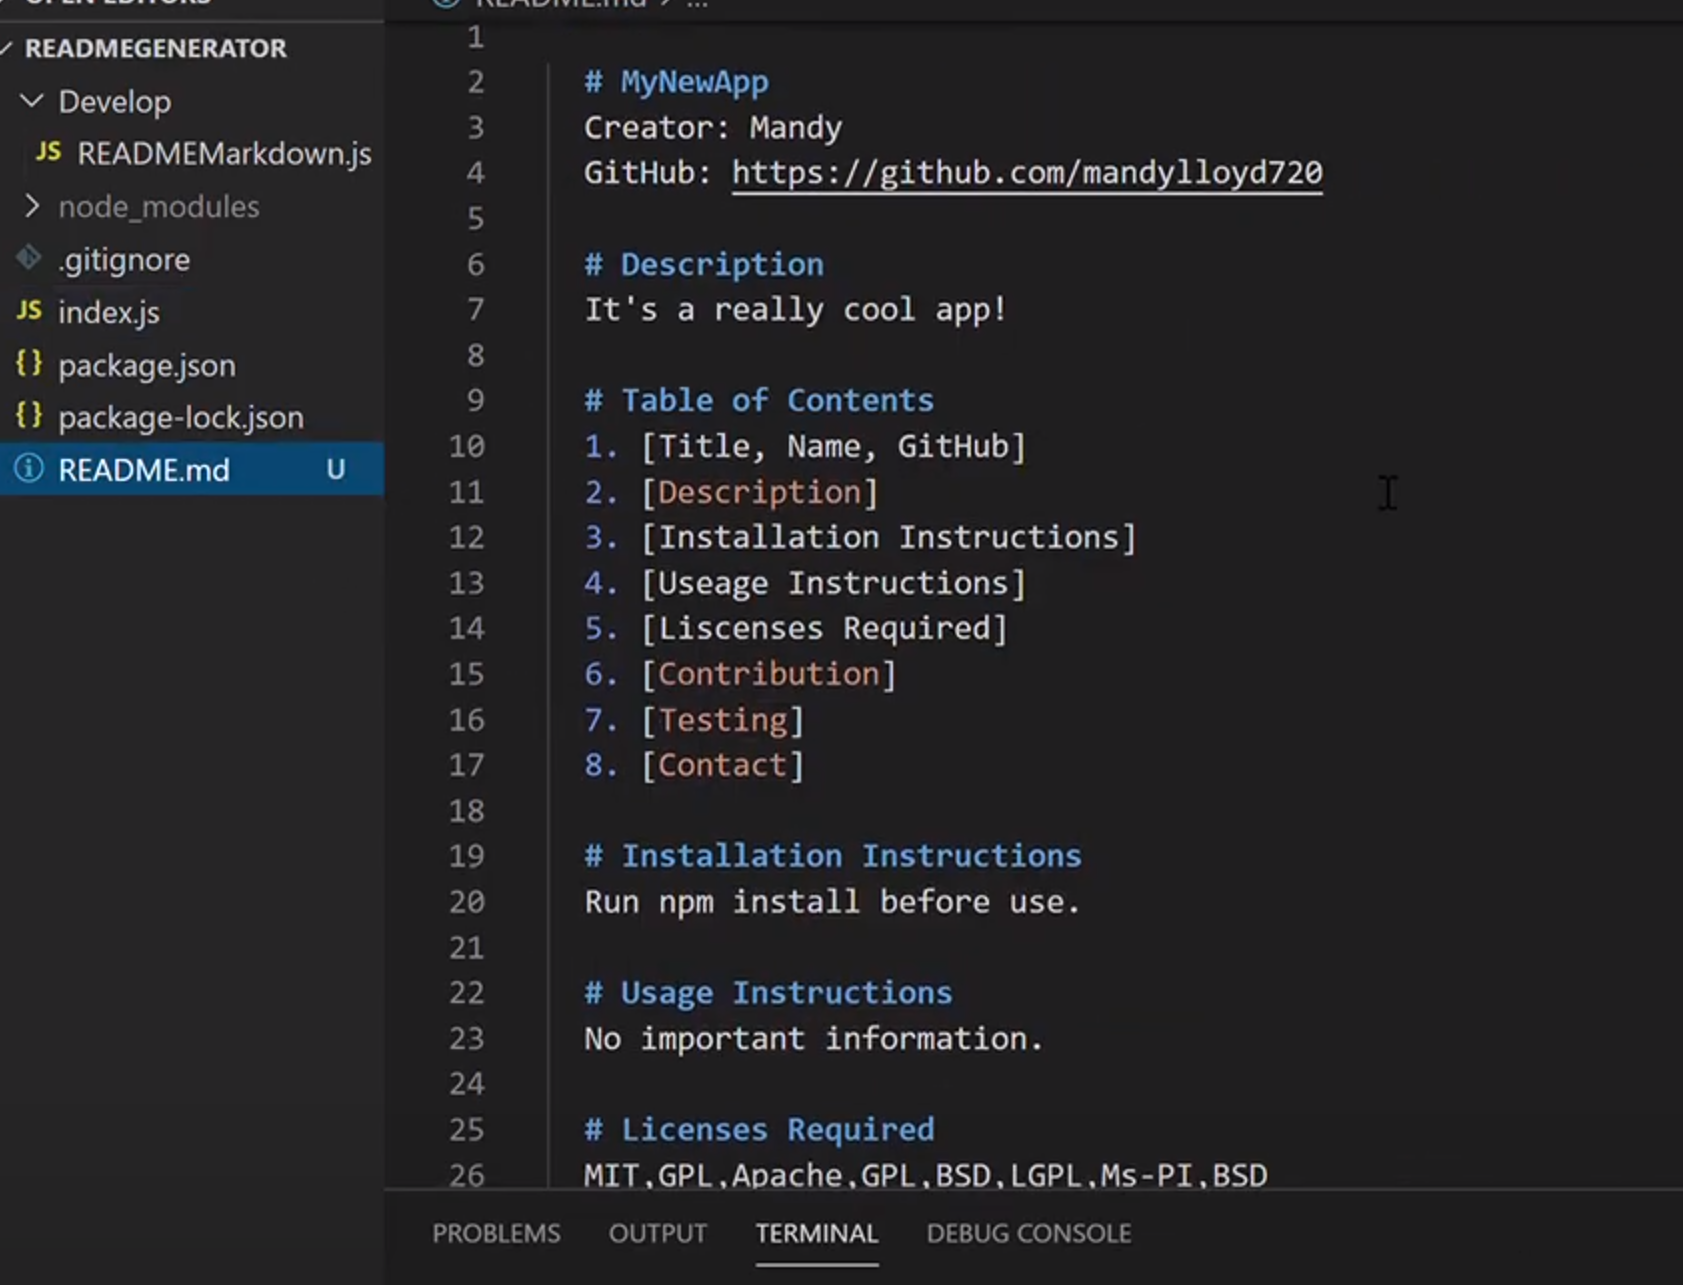 OPEN EDITORS
READMEGENERATOR
Develop
JS READMEMarkdown.js
node_modules
.gitignore
JS index.js
{} package.json
{} package-lock.json
README.md U
README.md > ...
1
2 # MyNewApp
3 Creator: Mandy
4 GitHub: https://github.com/mandylloyd720
5
6 # Description
7 It's a really cool app!
8
9 # Table of Contents
10 1. [Title, Name, GitHub]
11 2. [Description]
12 3. [Installation Instructions]
13 4. [Useage Instructions]
14 5. [Liscenses Required]
15 6. [Contribution]
16 7. [Testing]
17 8. [Contact]
18
19 # Installation Instructions
20 Run npm install before use.
21
22 # Usage Instructions
23 No important information.
24
25 # Licenses Required
26 MIT,GPL,Apache,GPL,BSD,LGPL,Ms-PI,BSD
PROBLEMS OUTPUT TERMINAL DEBUG CONSOLE